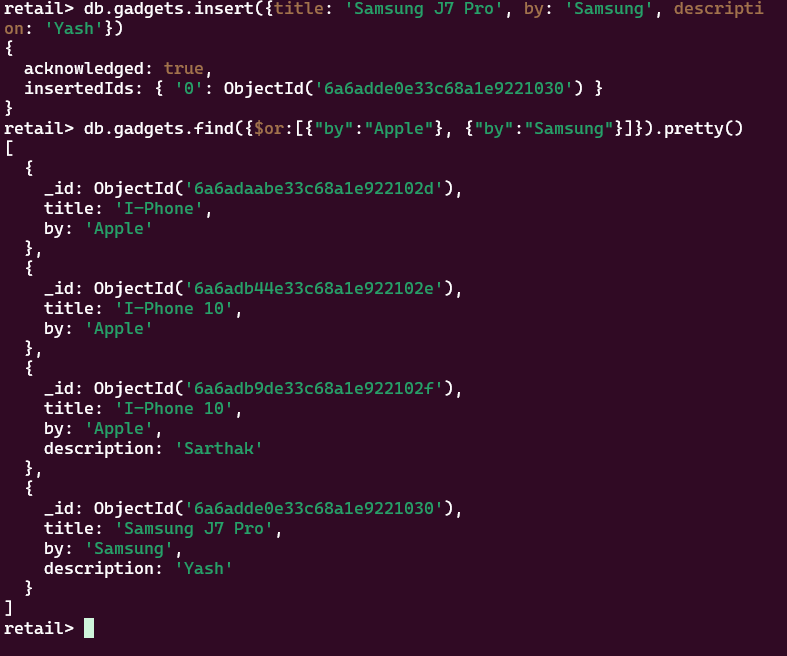 retail> db.gadgets.insert({title: 'Samsung J7 Pro', by: 'Samsung', descripti
on: 'Yash'})
{
  acknowledged: true,
  insertedIds: { '0': ObjectId('6a6adde0e33c68a1e9221030') }
}
retail> db.gadgets.find({$or:[{"by":"Apple"}, {"by":"Samsung"}]}).pretty()
[
  {
    _id: ObjectId('6a6adaabe33c68a1e922102d'),
    title: 'I-Phone',
    by: 'Apple'
  },
  {
    _id: ObjectId('6a6adb44e33c68a1e922102e'),
    title: 'I-Phone 10',
    by: 'Apple'
  },
  {
    _id: ObjectId('6a6adb9de33c68a1e922102f'),
    title: 'I-Phone 10',
    by: 'Apple',
    description: 'Sarthak'
  },
  {
    _id: ObjectId('6a6adde0e33c68a1e9221030'),
    title: 'Samsung J7 Pro',
    by: 'Samsung',
    description: 'Yash'
  }
]
retail>